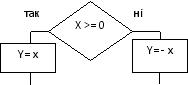 так
ні
X >= 0
Y= x
Y= - x